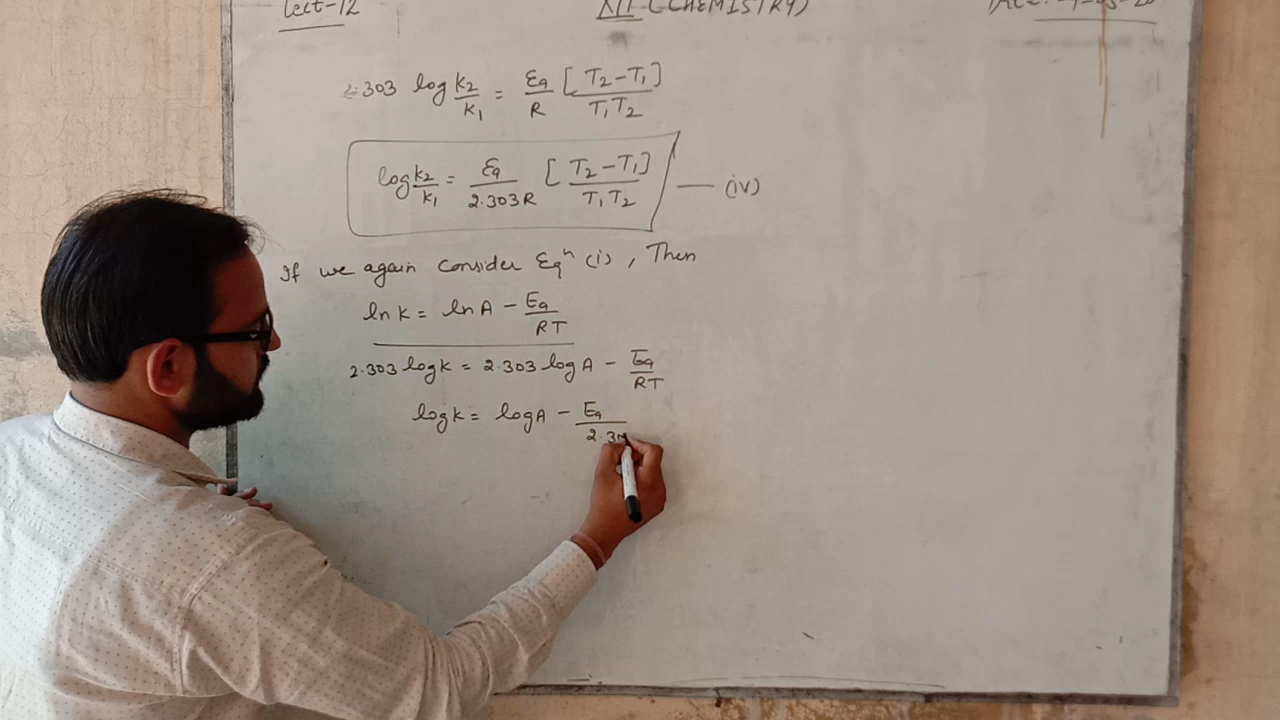 Lect-12
XII (CHEMISTRY)
2.303 log K2/K1 = Ea/R [T2-T1]/T1T2
log K2/K1 = Ea/2.303R [T2-T1]/T1T2 — (iv)
If we again consider Eqn (i), Then
ln K = ln A - Ea/RT
2.303 log K = 2.303 log A - Ea/RT
log K = log A - Ea/2.3